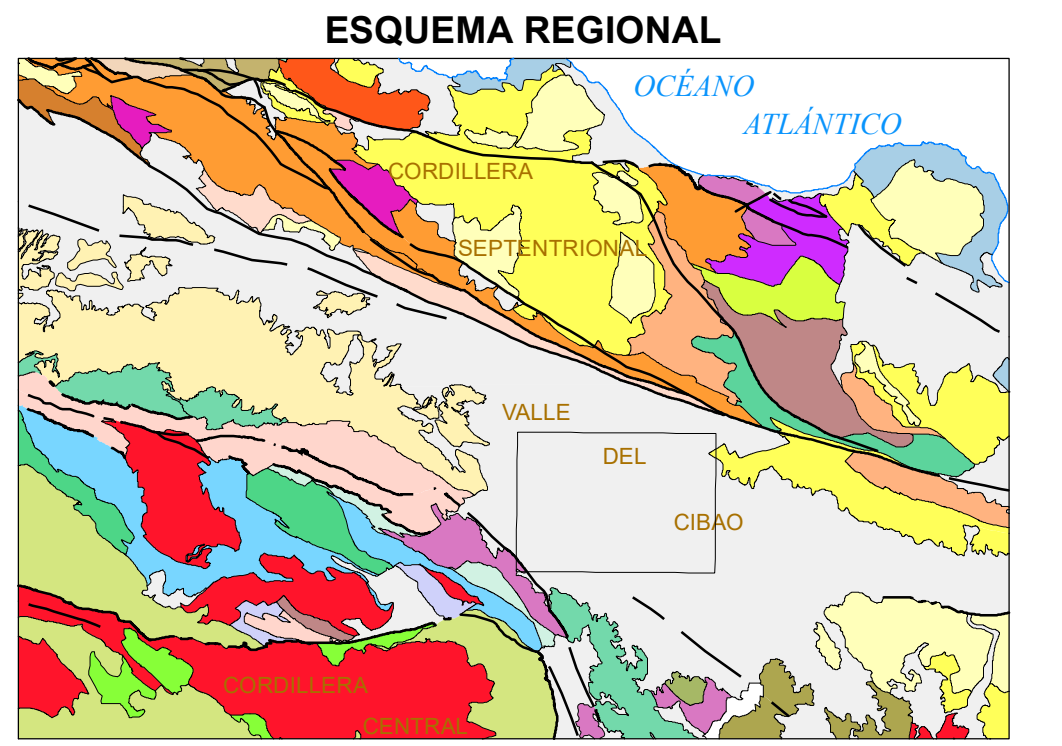 ESQUEMA REGIONAL
OCÉANO
ATLÁNTICO
CORDILLERA
SEPTENTRIONAL
VALLE
DEL
CIBAO
CORDILLERA
CENTRAL